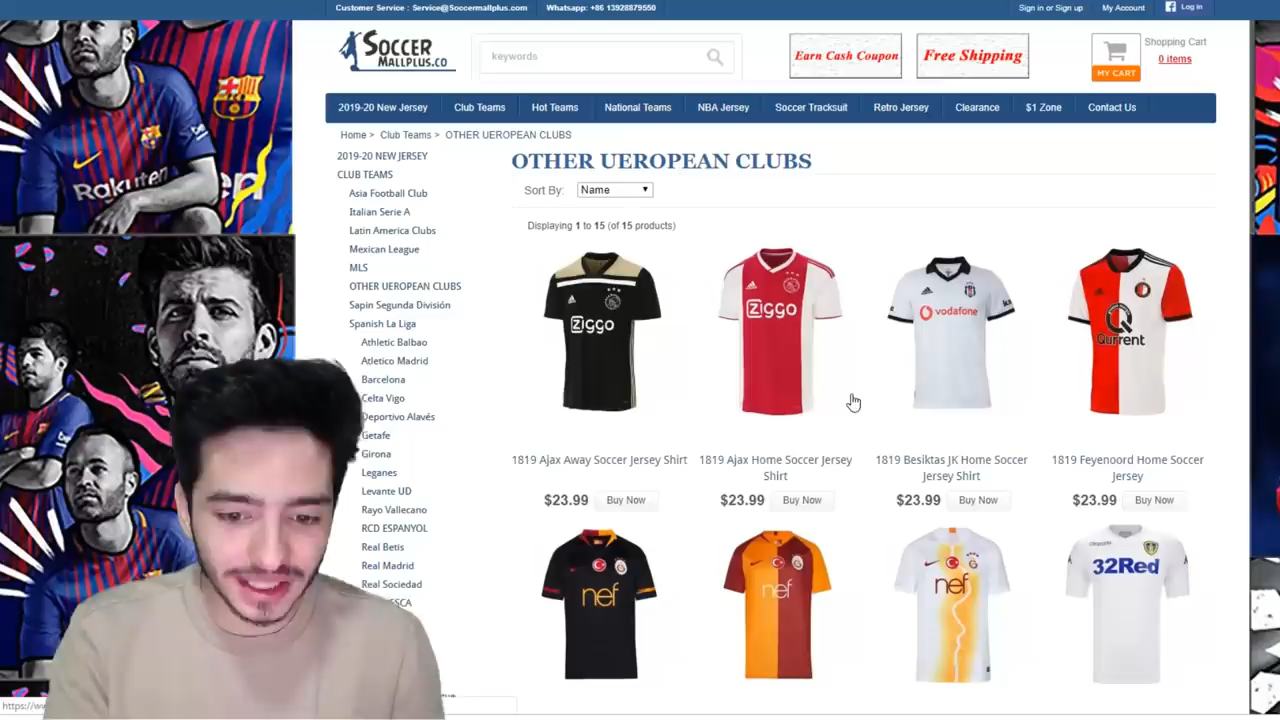 Customer Service : Service@Soccermallplus.com
Whatsapp: +86 13928879550
Sign in or Sign up
My Account
Log in
SOCCER
MALLPLUS.CO
keywords
Earn Cash Coupon
Free Shipping
MY CART
Shopping Cart
0 items
2019-20 New Jersey
Club Teams
Hot Teams
National Teams
NBA Jersey
Soccer Tracksuit
Retro Jersey
Clearance
$1 Zone
Contact Us
Home > Club Teams > OTHER UEROPEAN CLUBS
2019-20 NEW JERSEY
CLUB TEAMS
Asia Football Club
Italian Serie A
Latin America Clubs
Mexican League
MLS
OTHER UEROPEAN CLUBS
Sapin Segunda División
Spanish La Liga
Athletic Balbao
Atletico Madrid
Barcelona
Celta Vigo
Deportivo Alavés
Getafe
Girona
Leganes
Levante UD
Rayo Vallecano
RCD ESPANYOL
Real Betis
Real Madrid
Real Sociedad
ESCA
OTHER UEROPEAN CLUBS
Sort By: Name
Displaying 1 to 15 (of 15 products)
Ziggo
Ziggo
vodafone
Qurrent
1819 Ajax Away Soccer Jersey Shirt
$23.99 Buy Now
1819 Ajax Home Soccer Jersey
Shirt
$23.99 Buy Now
1819 Besiktas JK Home Soccer
Jersey Shirt
$23.99 Buy Now
1819 Feyenoord Home Soccer
Jersey
$23.99 Buy Now
nef
nef
nef
32Red
Rakuten
https://w